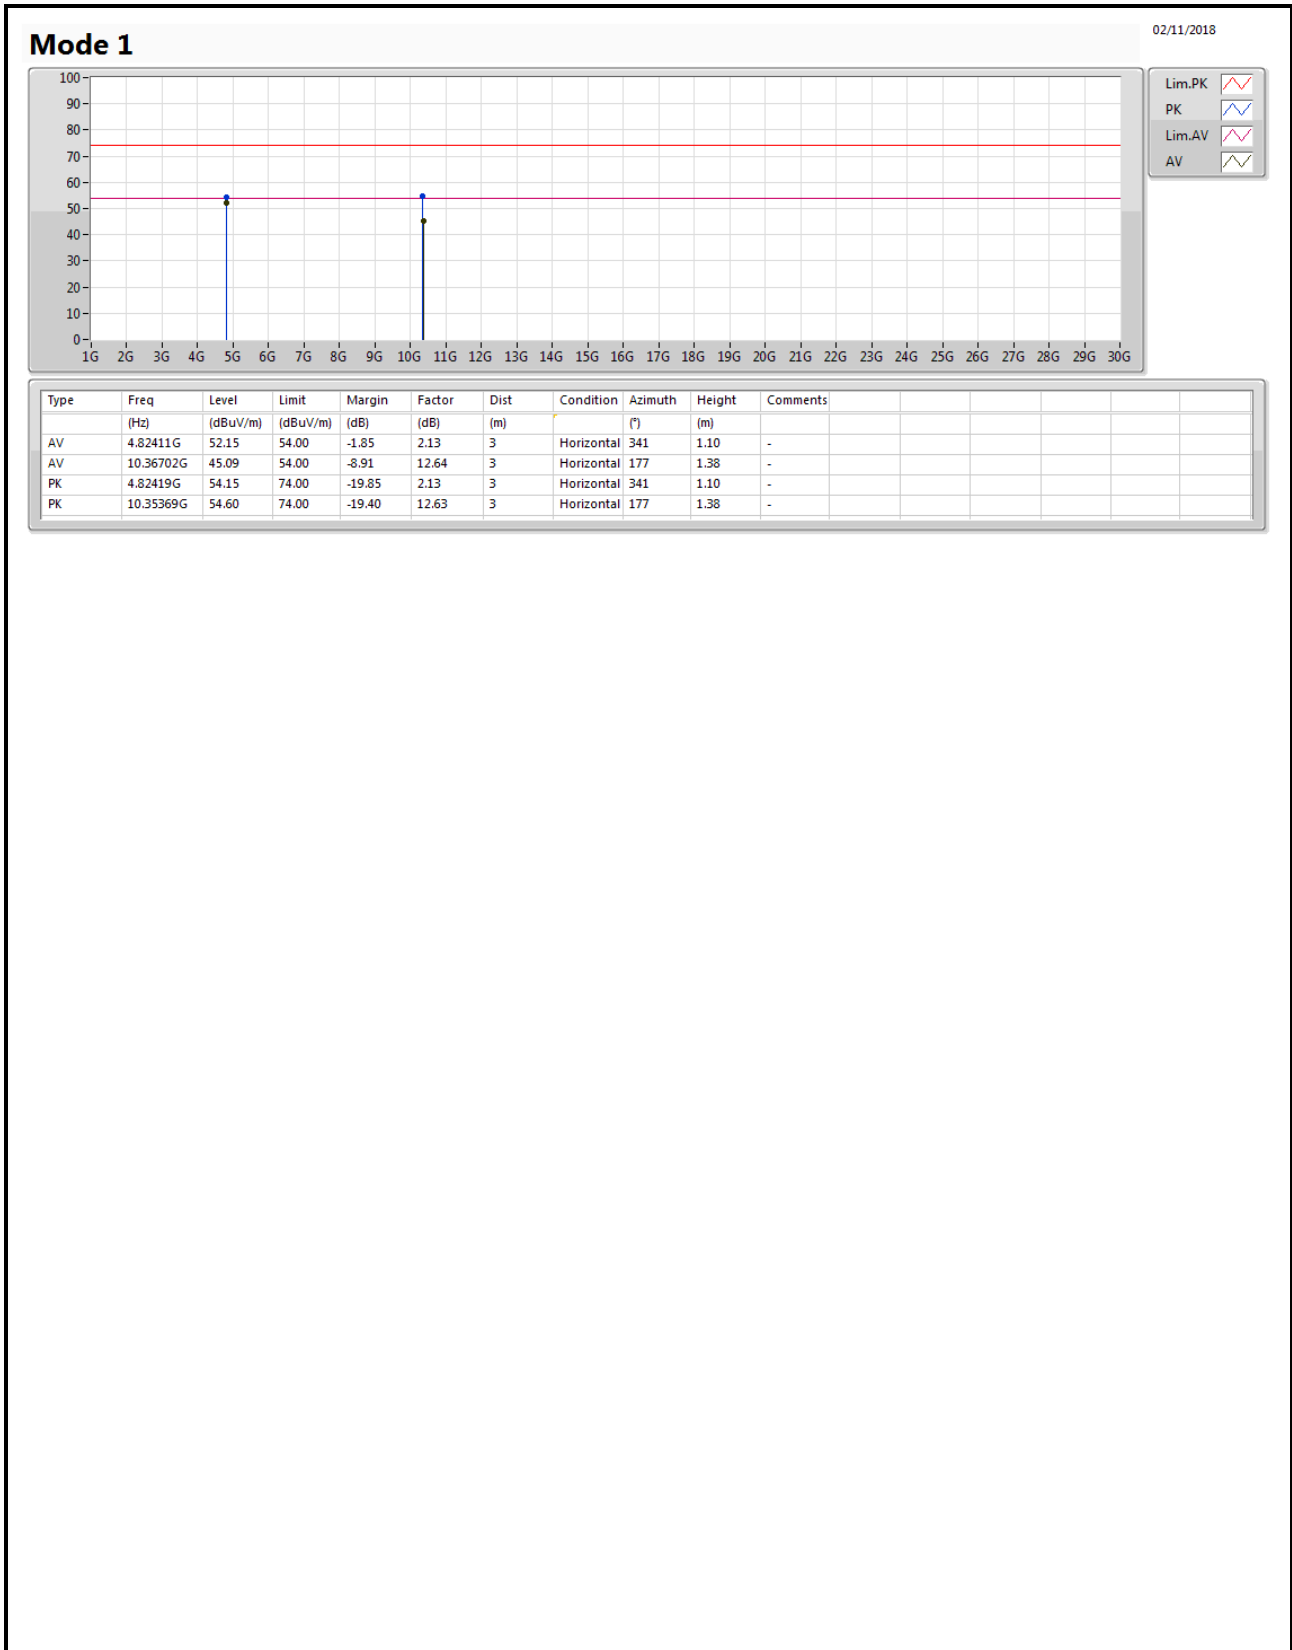 02/11/2018
Mode 1
100
90
80
70
60
50
40
30
20
10
0
1G 2G 3G 4G 5G 6G 7G 8G 9G 10G 11G 12G 13G 14G 15G 16G 17G 18G 19G 20G 21G 22G 23G 24G 25G 26G 27G 28G 29G 30G
Lim.PK
PK
Lim.AV
AV
Type Freq Level Limit Margin Factor Dist Condition Azimuth Height Comments
(Hz) (dBuV/m) (dBuV/m) (dB) (dB) (m) (°) (m)
AV 4.82411G 52.15 54.00 -1.85 2.13 3 Horizontal 341 1.10 -
AV 10.36702G 45.09 54.00 -8.91 12.64 3 Horizontal 177 1.38 -
PK 4.82419G 54.15 74.00 -19.85 2.13 3 Horizontal 341 1.10 -
PK 10.35369G 54.60 74.00 -19.40 12.63 3 Horizontal 177 1.38 -